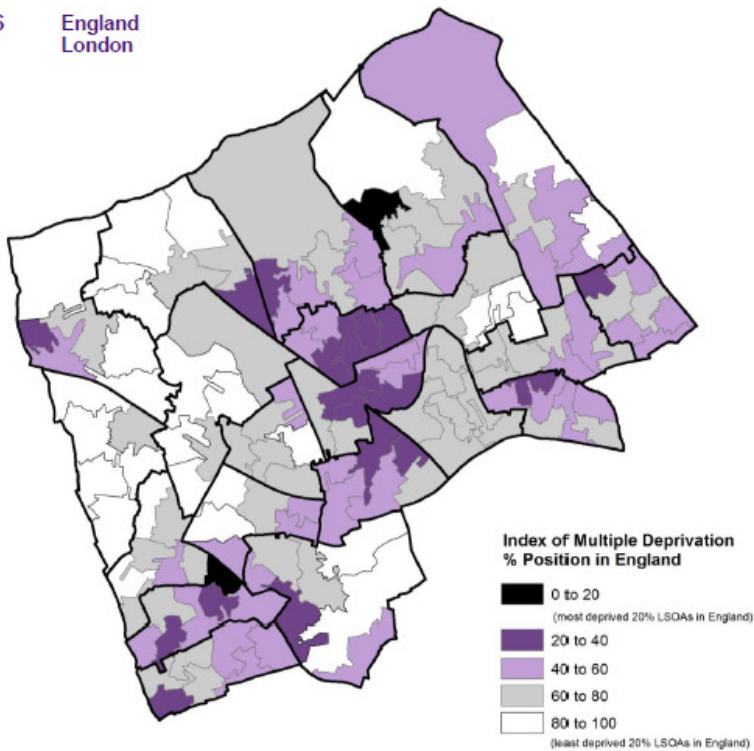 6 England
London
Index of Multiple Deprivation
% Position in England
0 to 20
(most deprived 20% LSOAs in England)
20 to 40
40 to 60
60 to 80
80 to 100
(least deprived 20% LSOAs in England)